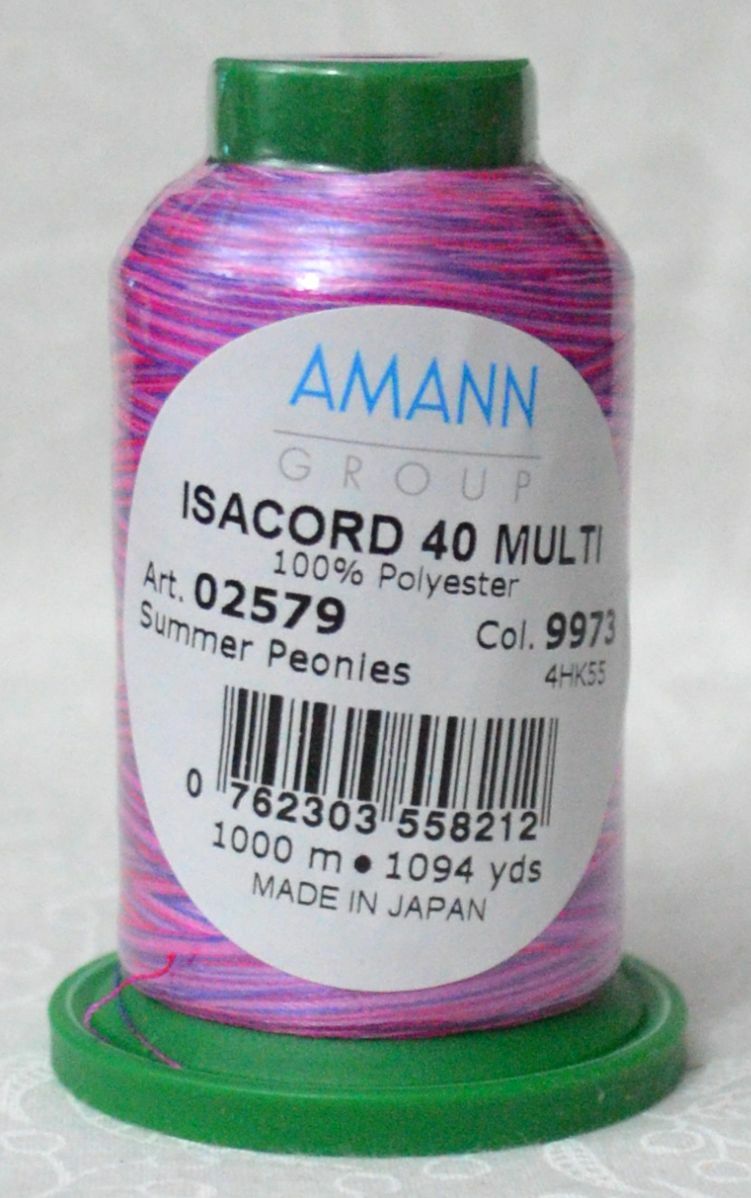 AMANN
GROUP
ISACORD 40 MULTI
100% Polyester
Art. 02579 Col. 9973
Summer Peonies 4HK55
0 762303 558212
1000 m • 1094 yds
MADE IN JAPAN